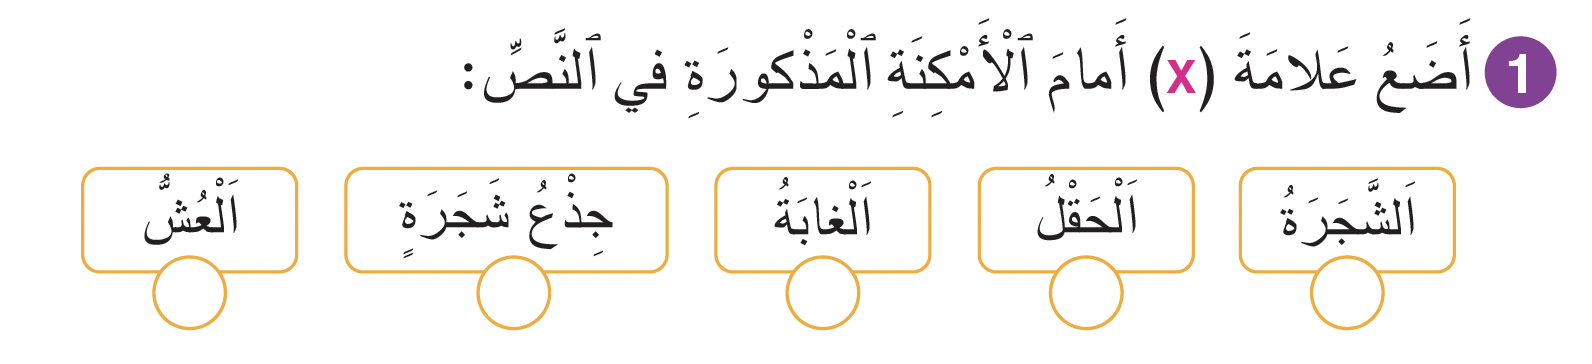 1 أَضَعُ عَلامَةَ (x) أَمامَ ٱلْأَمْكِنَةِ ٱلْمَذْكورَةِ في ٱلنَّصِّ:
اَلشَّجَرَةُ اَلْحَقْلُ اَلْغابَةُ جِذْعُ شَجَرَةٍ اَلْعُشُّ